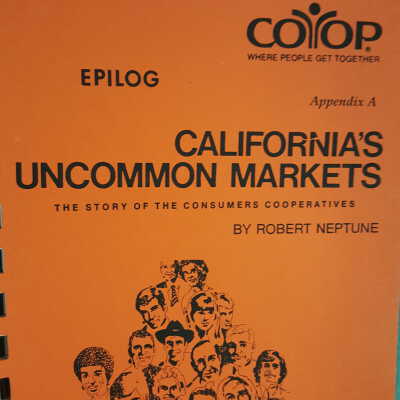 COOP®
WHERE PEOPLE GET TOGETHER
EPILOG
Appendix A
CALIFORNIA'S
UNCOMMON MARKETS
THE STORY OF THE CONSUMERS COOPERATIVES
BY ROBERT NEPTUNE